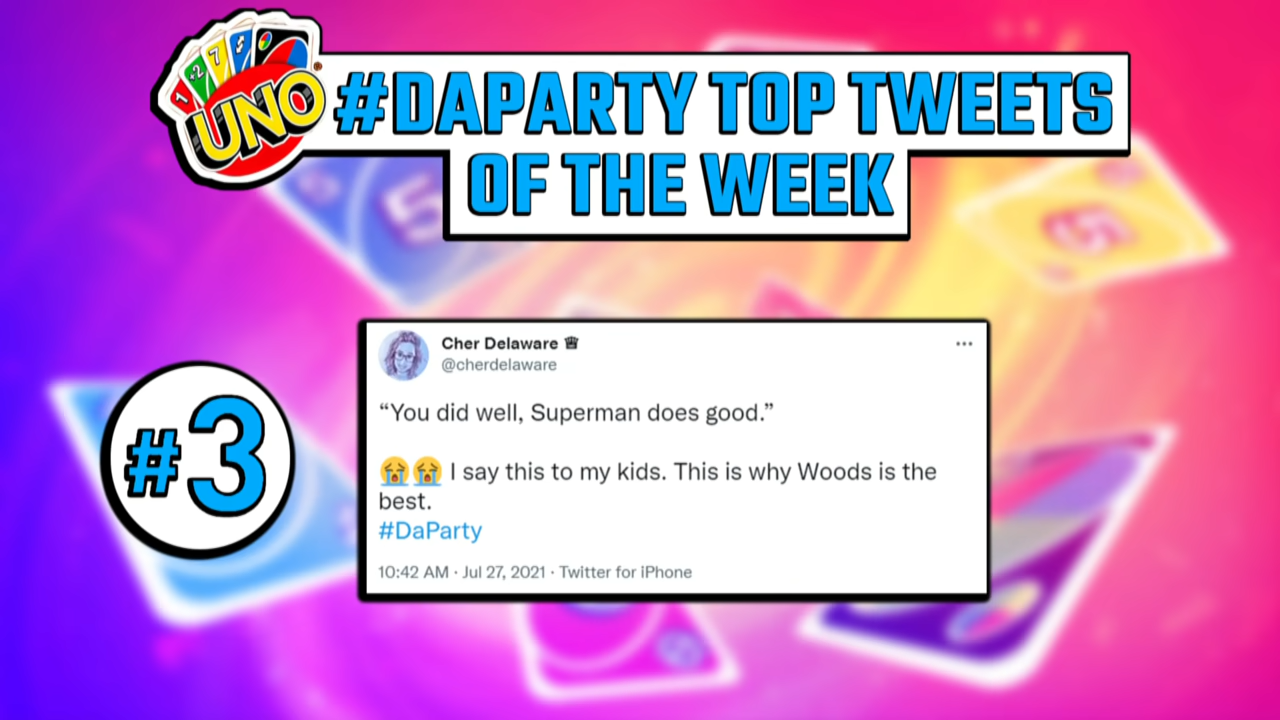 UNO
#DAPARTY TOP TWEETS
OF THE WEEK
#3
Cher Delaware ♕
@cherdelaware
“You did well, Superman does good.”
😭😭 I say this to my kids. This is why Woods is the
best.
#DaParty
10:42 AM · Jul 27, 2021 · Twitter for iPhone